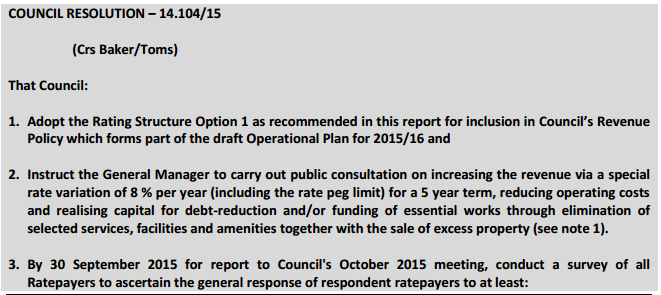 COUNCIL RESOLUTION – 14.104/15
(Crs Baker/Toms)
That Council:
1. Adopt the Rating Structure Option 1 as recommended in this report for inclusion in Council's Revenue
Policy which forms part of the draft Operational Plan for 2015/16 and
2. Instruct the General Manager to carry out public consultation on increasing the revenue via a special
rate variation of 8 % per year (including the rate peg limit) for a 5 year term, reducing operating costs
and realising capital for debt-reduction and/or funding of essential works through elimination of
selected services, facilities and amenities together with the sale of excess property (see note 1).
3. By 30 September 2015 for report to Council's October 2015 meeting, conduct a survey of all
Ratepayers to ascertain the general response of respondent ratepayers to at least: